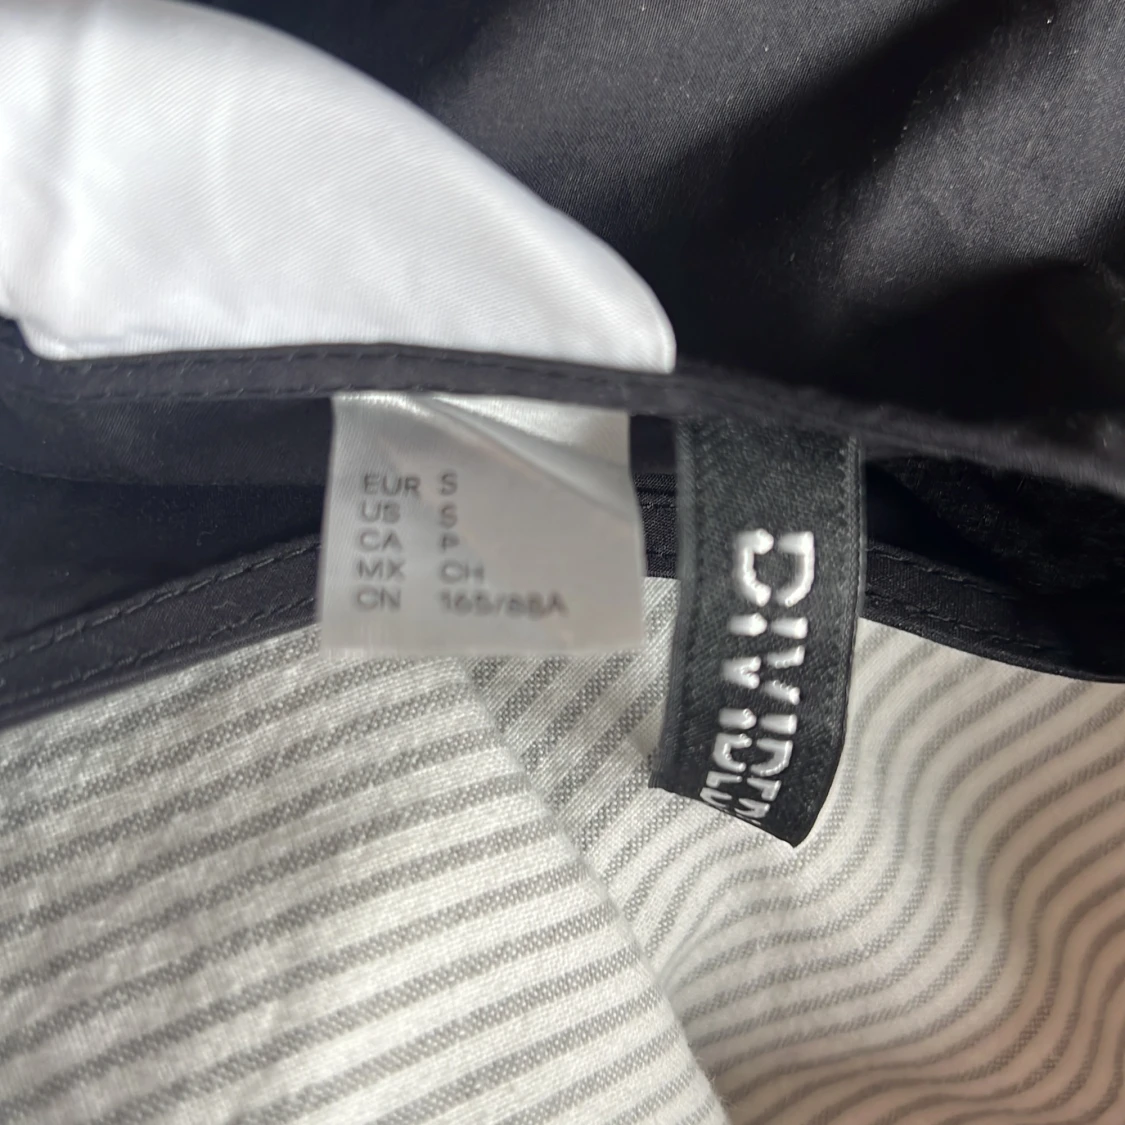 EUR S
US S
CA P
MX CH
CN 165/88A
DIVIDED